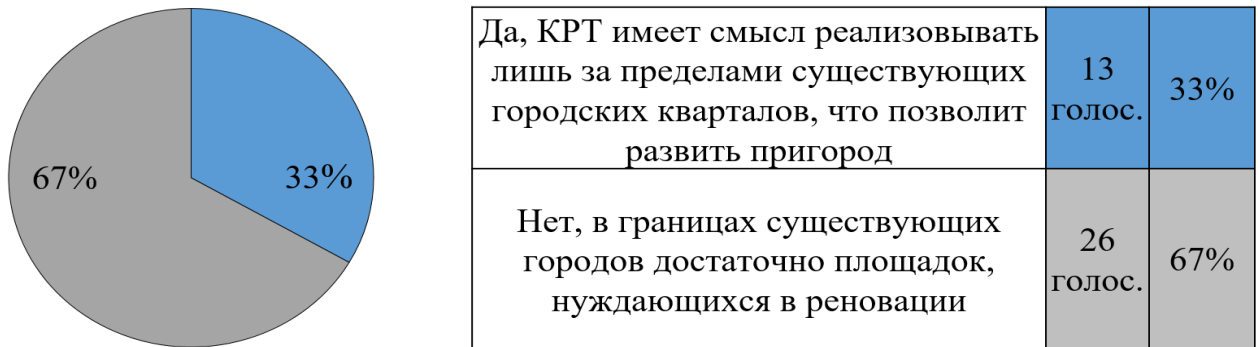 67%
33%
Да, КРТ имеет смысл реализовывать
лишь за пределами существующих
городских кварталов, что позволит
развить пригород
13
голос.
33%
Нет, в границах существующих
городов достаточно площадок,
нуждающихся в реновации
26
голос.
67%